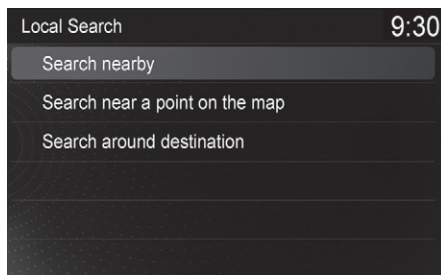 Local Search 9:30
Search nearby
Search near a point on the map
Search around destination